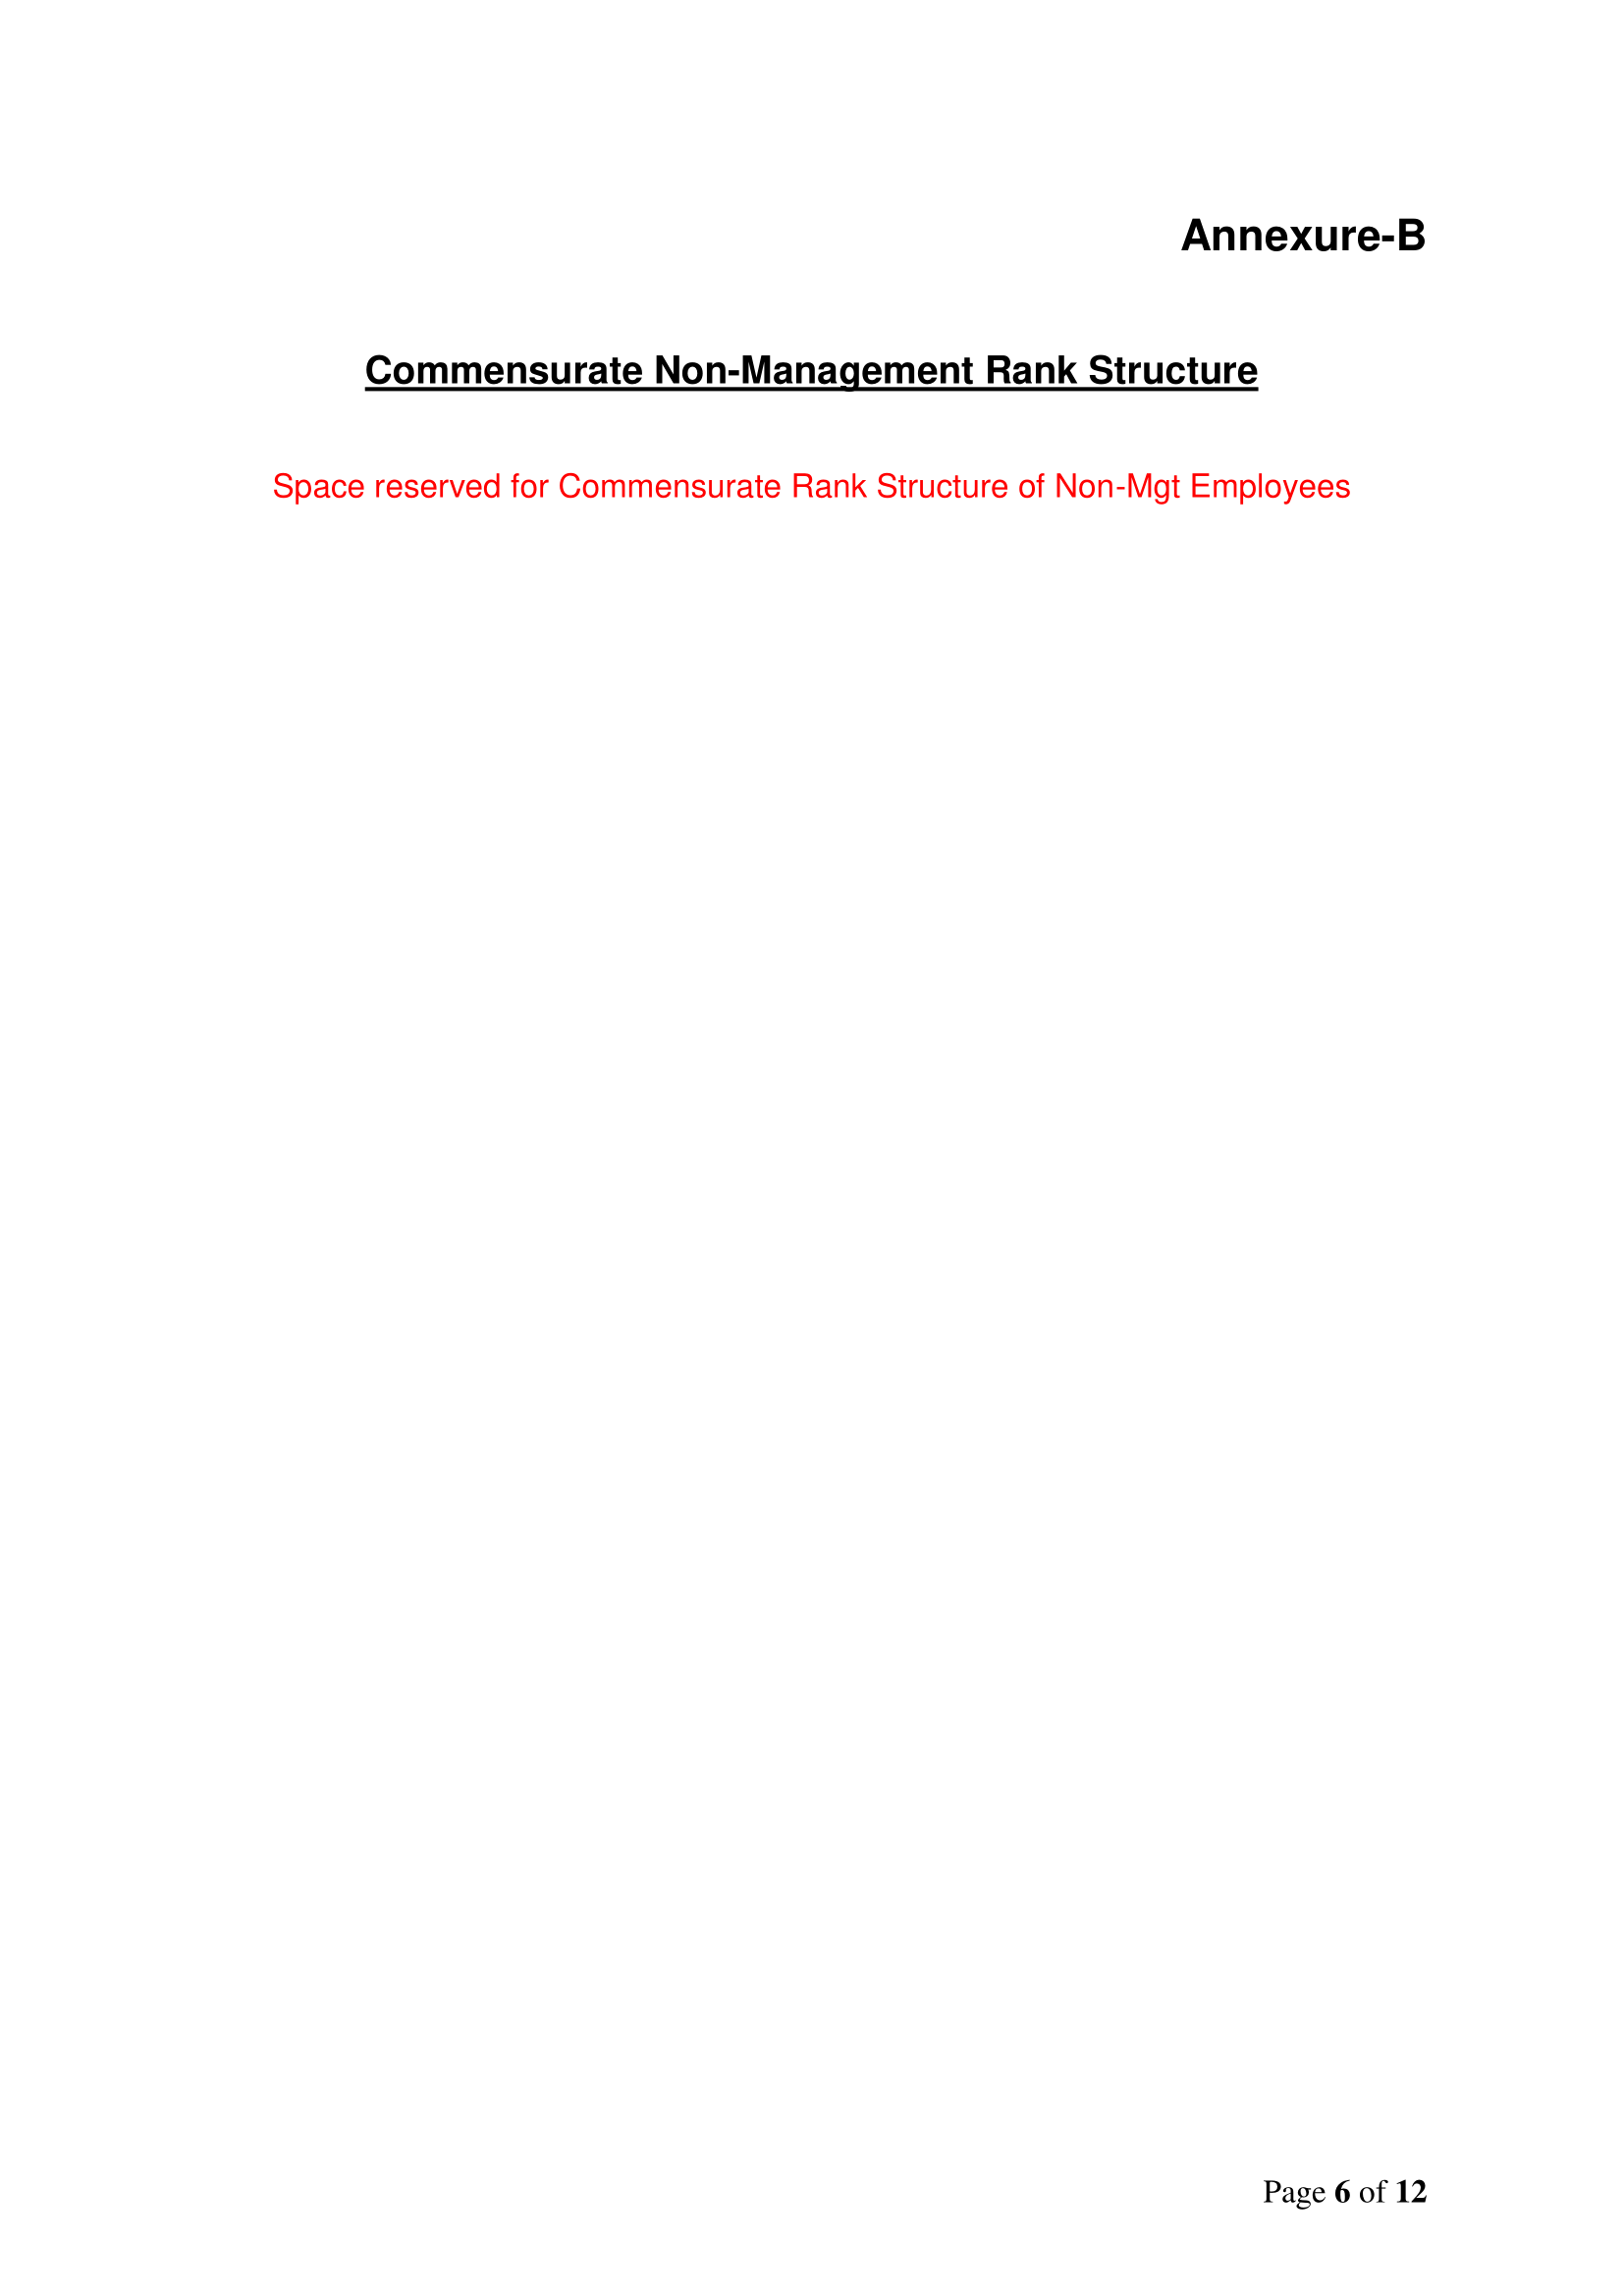 Annexure-B
Commensurate Non-Management Rank Structure
Space reserved for Commensurate Rank Structure of Non-Mgt Employees
Page 6 of 12